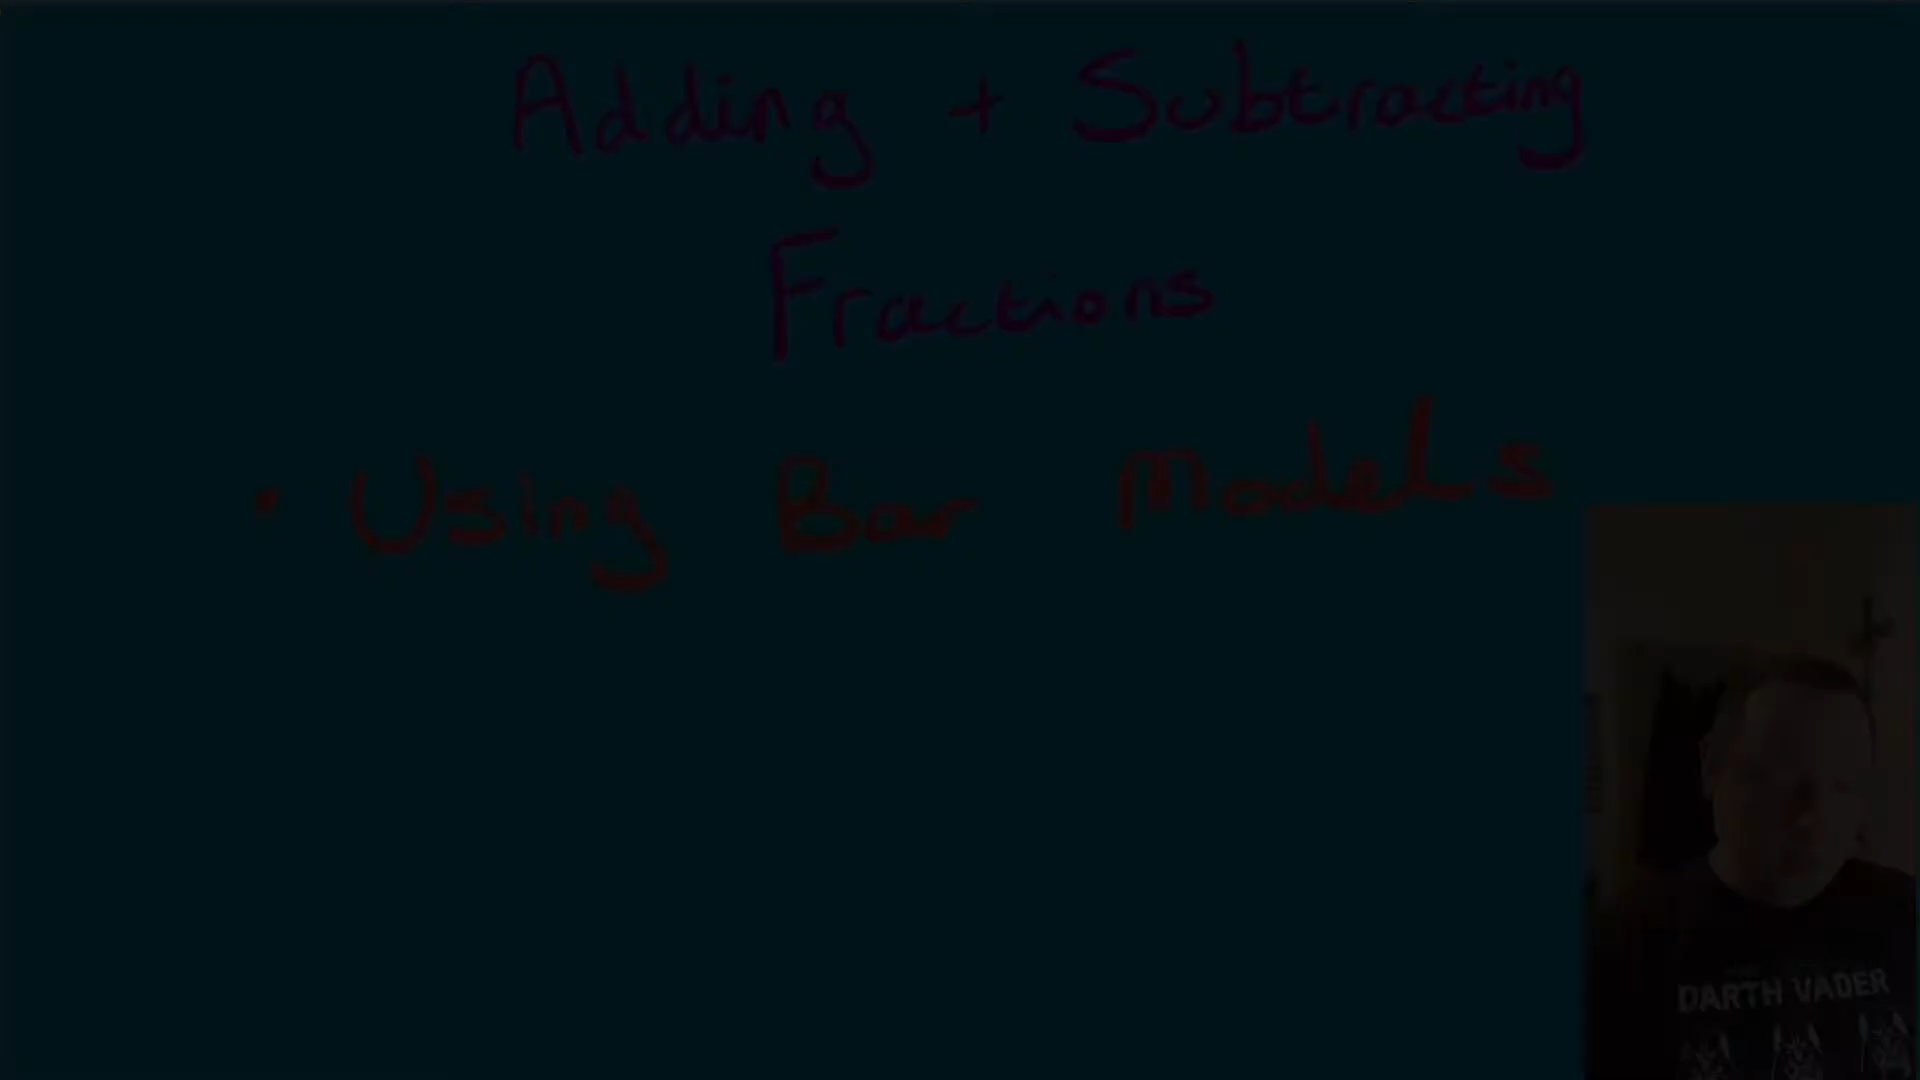 Adding + Subtracting
Fractions
• Using Bar Models
DARTH VADER